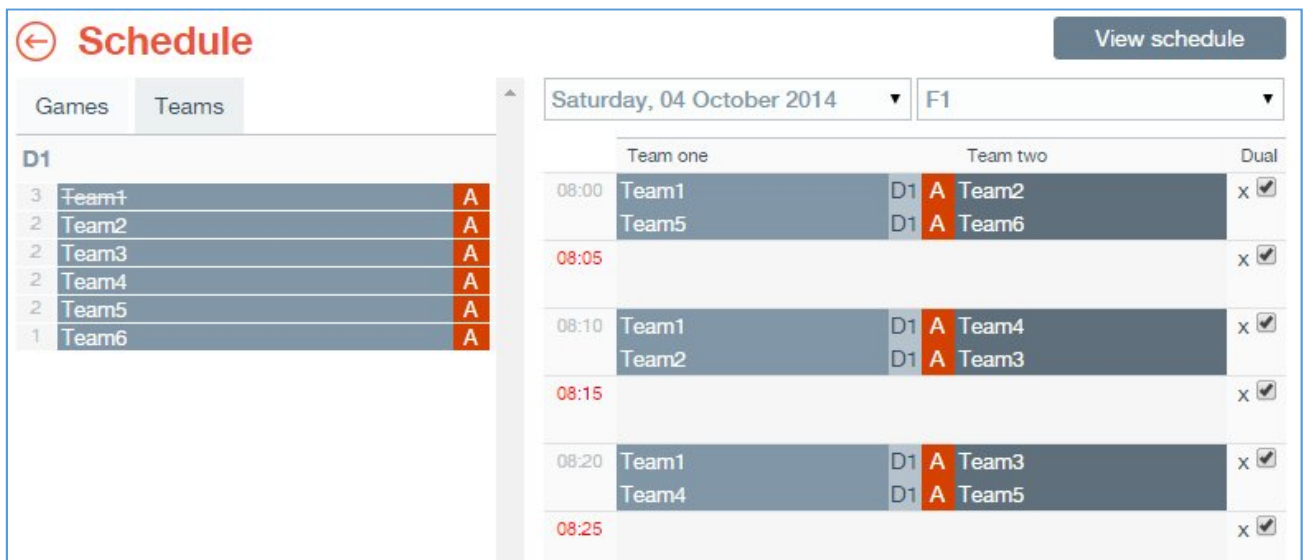 Schedule
View schedule
Games Teams
Saturday, 04 October 2014 F1
D1
3 Team1 A
2 Team2 A
2 Team3 A
2 Team4 A
2 Team5 A
1 Team6 A
Team one Team two Dual
08:00 Team1 D1 A Team2 x
Team5 D1 A Team6
08:05 x
08:10 Team1 D1 A Team4 x
Team2 D1 A Team3
08:15 x
08:20 Team1 D1 A Team3 x
Team4 D1 A Team5
08:25 x